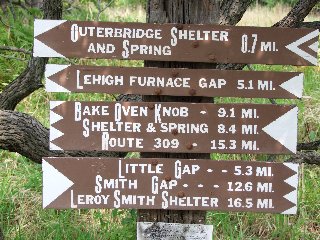 OUTERBRIDGE SHELTER
AND SPRING 0.7 MI.
LEHIGH FURNACE GAP 5.1 MI.
BAKE OVEN KNOB - 9.1 MI.
SHELTER & SPRING 8.4 MI.
ROUTE 309 15.3 MI.
LITTLE GAP - - 5.3 MI.
SMITH GAP - - - 12.6 MI.
LEROY SMITH SHELTER 16.5 MI.